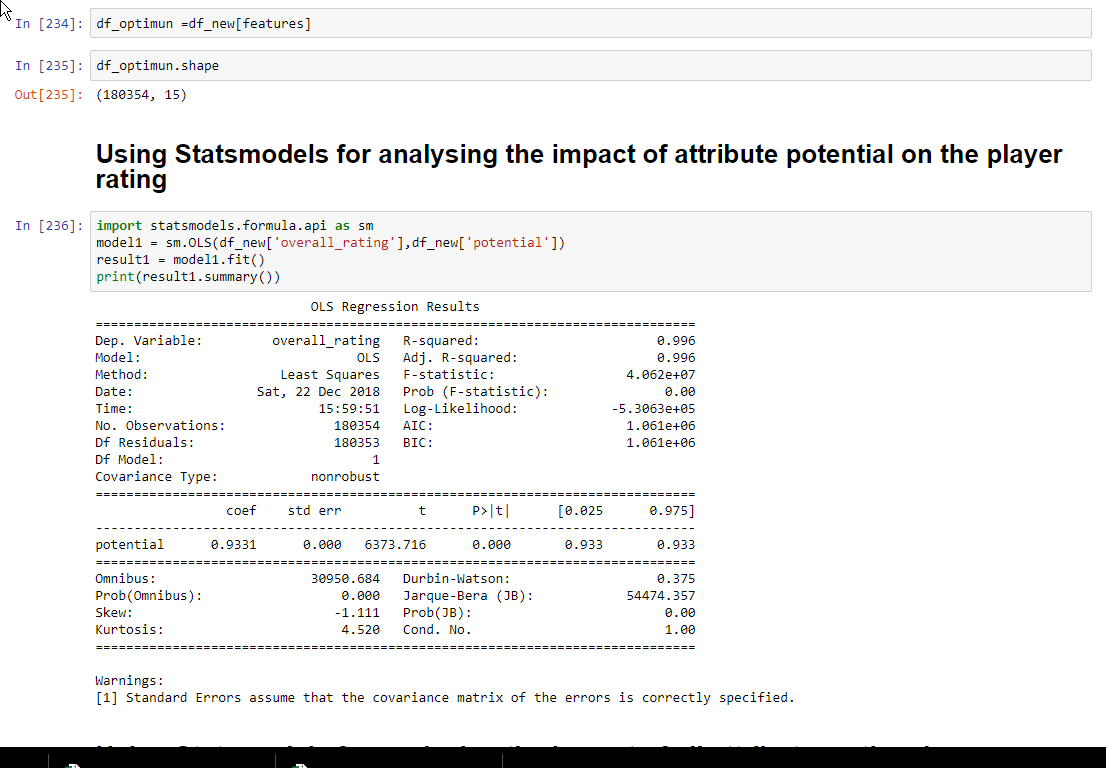 In [234]: df_optimun =df_new[features]
In [235]: df_optimun.shape
Out[235]: (180354, 15)
Using Statsmodels for analysing the impact of attribute potential on the player
rating
In [236]: import statsmodels.formula.api as sm
model1 = sm.OLS(df_new['overall_rating'],df_new['potential'])
result1 = model1.fit()
print(result1.summary())
OLS Regression Results
==============================================================================
Dep. Variable: overall_rating R-squared: 0.996
Model: OLS Adj. R-squared: 0.996
Method: Least Squares F-statistic: 4.062e+07
Date: Sat, 22 Dec 2018 Prob (F-statistic): 0.00
Time: 15:59:51 Log-Likelihood: -5.3063e+05
No. Observations: 180354 AIC: 1.061e+06
Df Residuals: 180353 BIC: 1.061e+06
Df Model: 1
Covariance Type: nonrobust
==============================================================================
coef std err t P>|t| [0.025 0.975]
------------------------------------------------------------------------------
potential 0.9331 0.000 6373.716 0.000 0.933 0.933
==============================================================================
Omnibus: 30950.684 Durbin-Watson: 0.375
Prob(Omnibus): 0.000 Jarque-Bera (JB): 54474.357
Skew: -1.111 Prob(JB): 0.00
Kurtosis: 4.520 Cond. No. 1.00
==============================================================================
Warnings:
[1] Standard Errors assume that the covariance matrix of the errors is correctly specified.